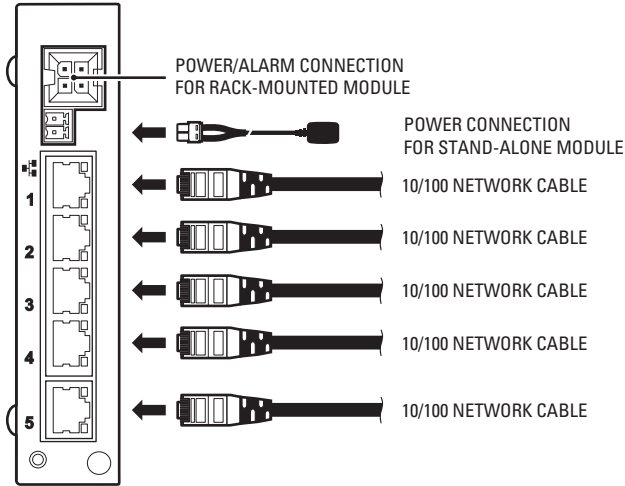 POWER/ALARM CONNECTION
FOR RACK-MOUNTED MODULE
POWER CONNECTION
FOR STAND-ALONE MODULE
1
10/100 NETWORK CABLE
2
10/100 NETWORK CABLE
3
10/100 NETWORK CABLE
4
10/100 NETWORK CABLE
5
10/100 NETWORK CABLE